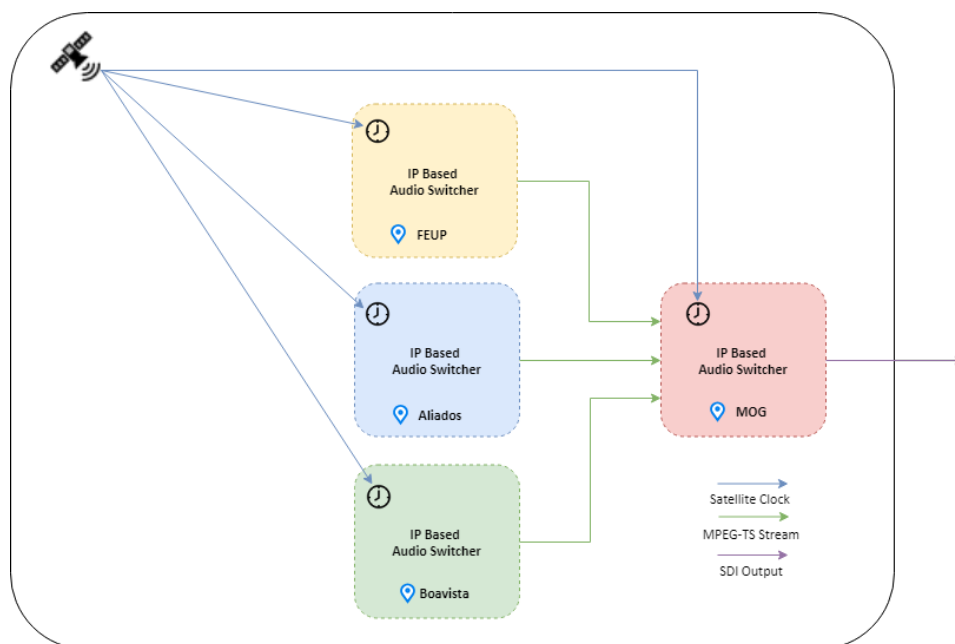 IP Based
Audio Switcher
FEUP
IP Based
Audio Switcher
Aliados
IP Based
Audio Switcher
MOG
IP Based
Audio Switcher
Boavista
Satellite Clock
MPEG-TS Stream
SDI Output